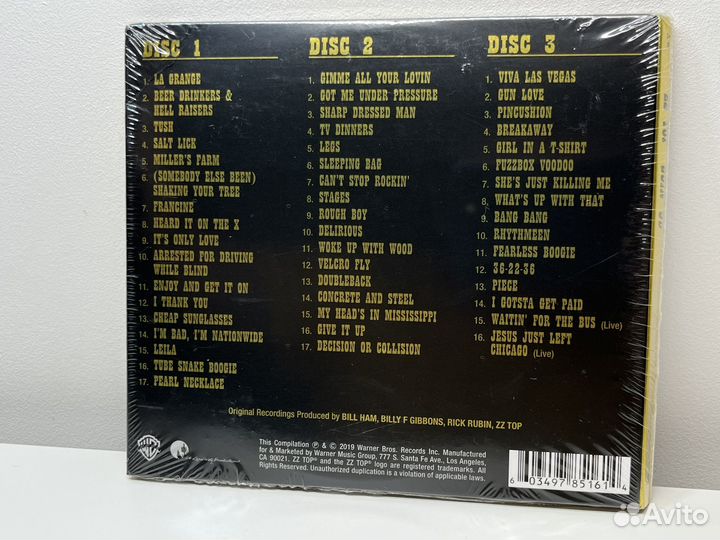 DISC 1
1. LA GRANGE
2. BEER DRINKERS &
HELL RAISERS
3. TUSH
4. SALT LICK
5. MILLER'S FARM
6. (SOMEBODY ELSE BEEN)
SHAKING YOUR TREE
7. FRANCINE
8. HEARD IT ON THE X
9. IT'S ONLY LOVE
10. ARRESTED FOR DRIVING
WHILE BLIND
11. ENJOY AND GET IT ON
12. I THANK YOU
13. CHEAP SUNGLASSES
14. I'M BAD, I'M NATIONWIDE
15. LEILA
16. TUBE SNAKE BOOGIE
17. PEARL NECKLACE
DISC 2
1. GIMME ALL YOUR LOVIN
2. GOT ME UNDER PRESSURE
3. SHARP DRESSED MAN
4. TV DINNERS
5. LEGS
6. SLEEPING BAG
7. CAN'T STOP ROCKIN'
8. STAGES
9. ROUGH BOY
10. DELIRIOUS
11. WOKE UP WITH WOOD
12. VELCRO FLY
13. DOUBLEBACK
14. CONCRETE AND STEEL
15. MY HEAD'S IN MISSISSIPPI
16. GIVE IT UP
17. DECISION OR COLLISION
DISC 3
1. VIVA LAS VEGAS
2. GUN LOVE
3. PINCUSHION
4. BREAKAWAY
5. GIRL IN A T-SHIRT
6. FUZZBOX VOODOO
7. SHE'S JUST KILLING ME
8. WHAT'S UP WITH THAT
9. BANG BANG
10. RHYTHMEEN
11. FEARLESS BOOGIE
12. 36-22-36
13. PIECE
14. I GOTSTA GET PAID
15. WAITIN' FOR THE BUS (Live)
16. JESUS JUST LEFT
CHICAGO (Live)
Original Recordings Produced by BILL HAM, BILLY F GIBBONS, RICK RUBIN, ZZ TOP
This Compilation ℗ & © 2019 Warner Bros. Records Inc. Manufactured
for & Marketed by Warner Music Group, 777 S. Santa Fe Ave., Los Angeles,
CA 90021. ZZ TOP® and the ZZ TOP® logo are registered trademarks. All
Rights Reserved. Unauthorized duplication is a violation of applicable laws.
6 03497 85161 4
Avito